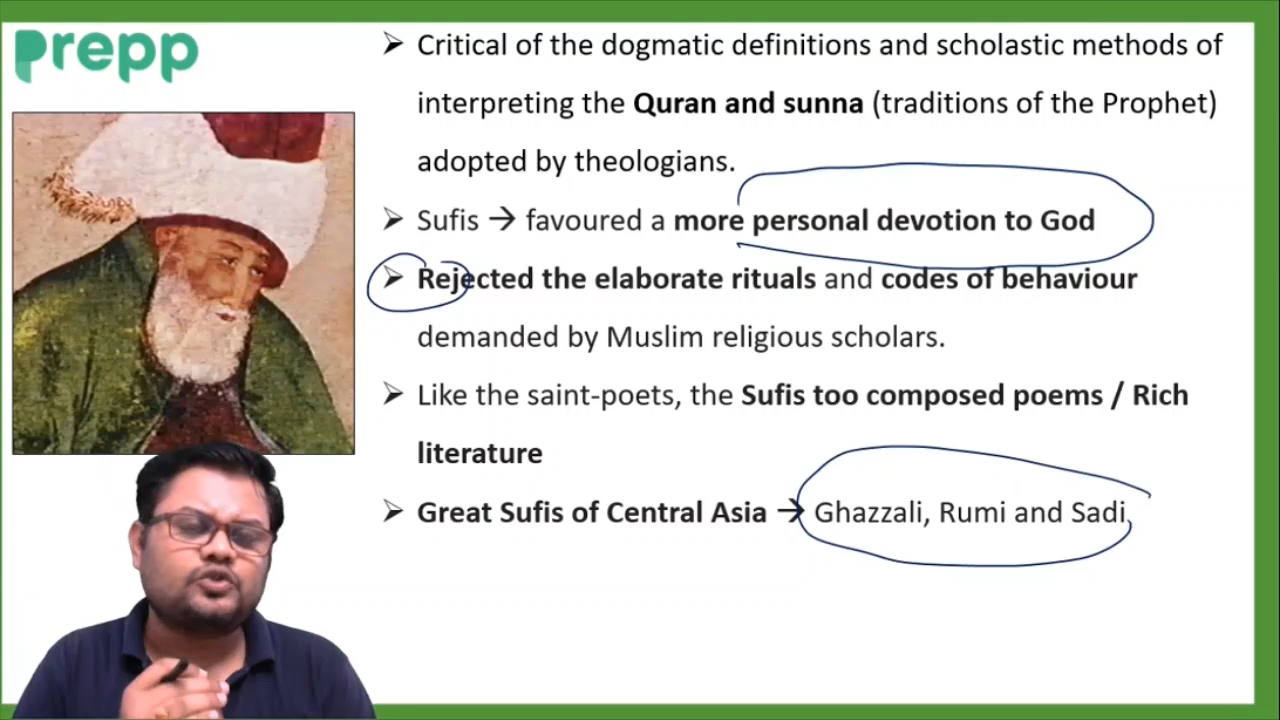 prepp
➢ Critical of the dogmatic definitions and scholastic methods of
interpreting the Quran and sunna (traditions of the Prophet)
adopted by theologians.
➢ Sufis → favoured a more personal devotion to God
➢ Rejected the elaborate rituals and codes of behaviour
demanded by Muslim religious scholars.
➢ Like the saint-poets, the Sufis too composed poems / Rich
literature
➢ Great Sufis of Central Asia → Ghazzali, Rumi and Sadi,